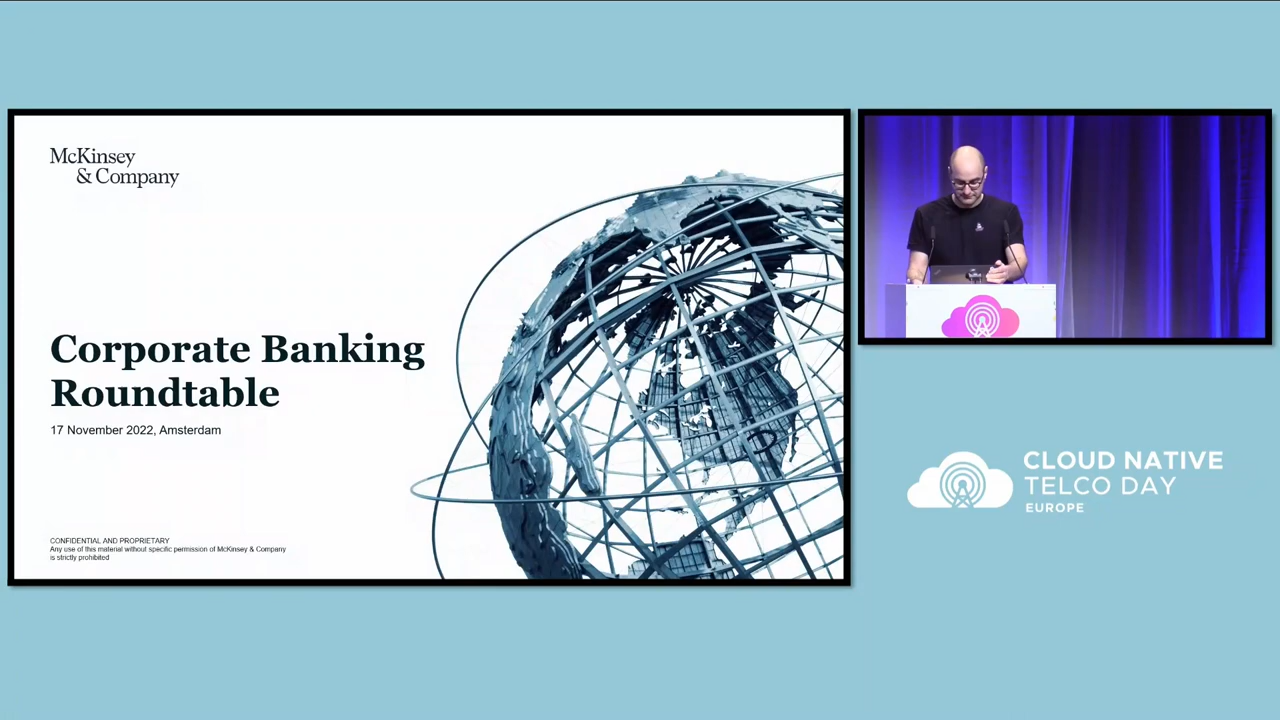 McKinsey
& Company
Corporate Banking
Roundtable
17 November 2022, Amsterdam
CONFIDENTIAL AND PROPRIETARY
Any use of this material without specific permission of McKinsey & Company
is strictly prohibited
CLOUD NATIVE
TELCO DAY
EUROPE